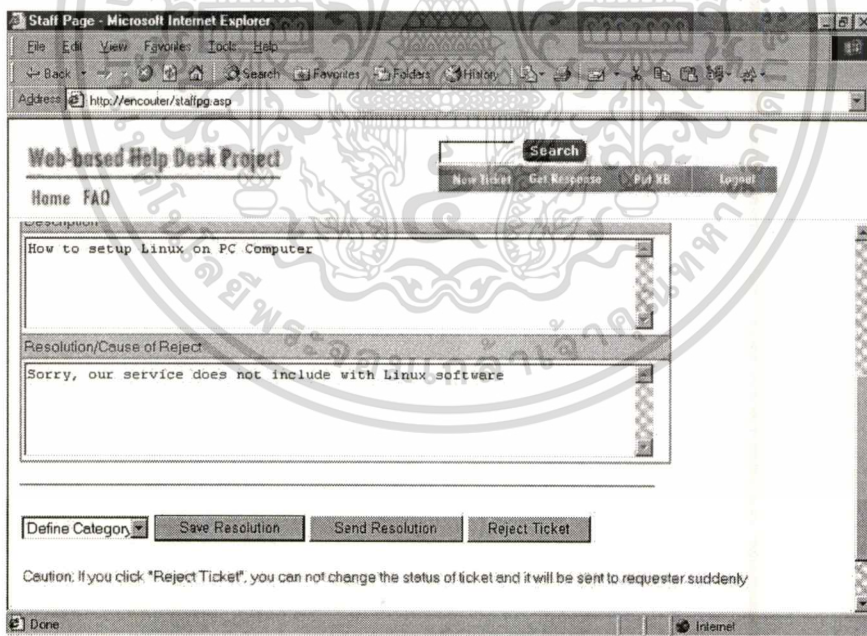 Staff Page - Microsoft Internet Explorer
File Edit View Favorites Tools Help
Back Search Favorites Folders History
Address http://encouter/staffpg.asp
Web-based Help Desk Project
Search
New Ticket Get Response Put KB Logout
Home FAQ
Description
How to setup Linux on PC Computer
Resolution/Cause of Reject
Sorry, our service does not include with Linux software
Define Category Save Resolution Send Resolution Reject Ticket
Caution: If you click "Reject Ticket", you can not change the status of ticket and it will be sent to requester suddenly
Done Internet